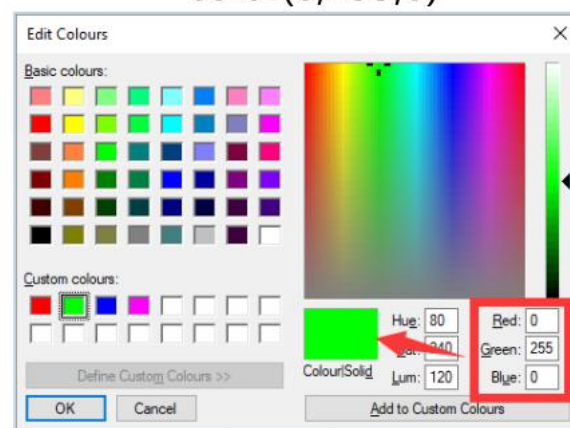 Edit Colours
Basic colours:
Custom colours:
Define Custom Colours >>
OK
Cancel
Colour|Solid
Hue: 80
240
Lum: 120
Red: 0
Green: 255
Blue: 0
Add to Custom Colours